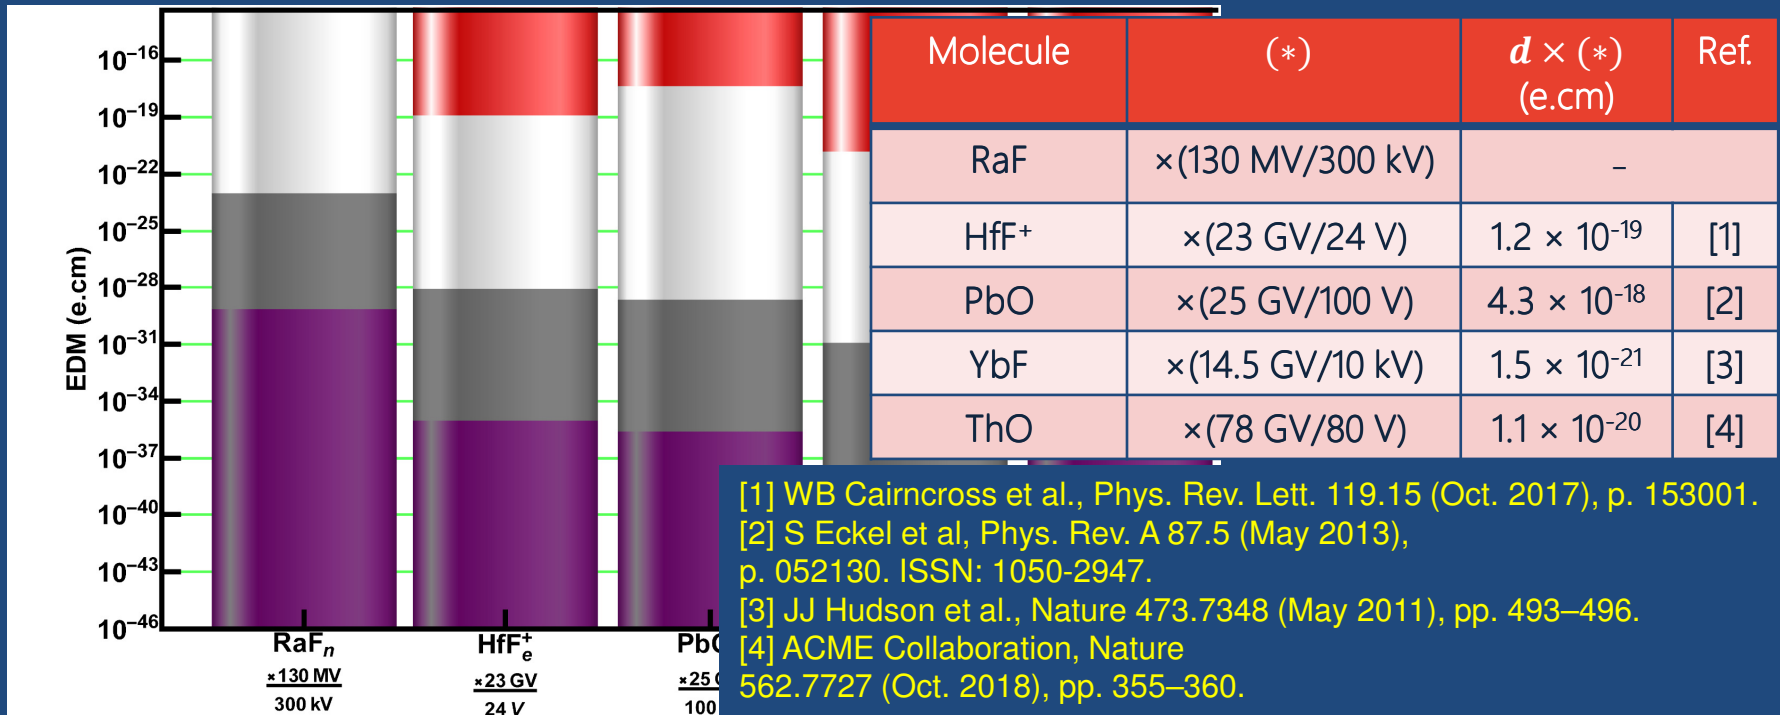 EDM (e.cm)
10⁻¹⁶
10⁻¹⁹
10⁻²²
10⁻²⁵
10⁻²⁸
10⁻³¹
10⁻³⁴
10⁻³⁷
10⁻⁴⁰
10⁻⁴³
10⁻⁴⁶
RaFₙ
×130 MV
300 kV
HfF⁺ₑ
×23 GV
24 V
Pb
×25
100
Molecule (*) d × (*) Ref.
(e.cm)
RaF ×(130 MV/300 kV) –
HfF⁺ ×(23 GV/24 V) 1.2 × 10⁻¹⁹ [1]
PbO ×(25 GV/100 V) 4.3 × 10⁻¹⁸ [2]
YbF ×(14.5 GV/10 kV) 1.5 × 10⁻²¹ [3]
ThO ×(78 GV/80 V) 1.1 × 10⁻²⁰ [4]
[1] WB Cairncross et al., Phys. Rev. Lett. 119.15 (Oct. 2017), p. 153001.
[2] S Eckel et al, Phys. Rev. A 87.5 (May 2013),
p. 052130. ISSN: 1050-2947.
[3] JJ Hudson et al., Nature 473.7348 (May 2011), pp. 493–496.
[4] ACME Collaboration, Nature
562.7727 (Oct. 2018), pp. 355–360.